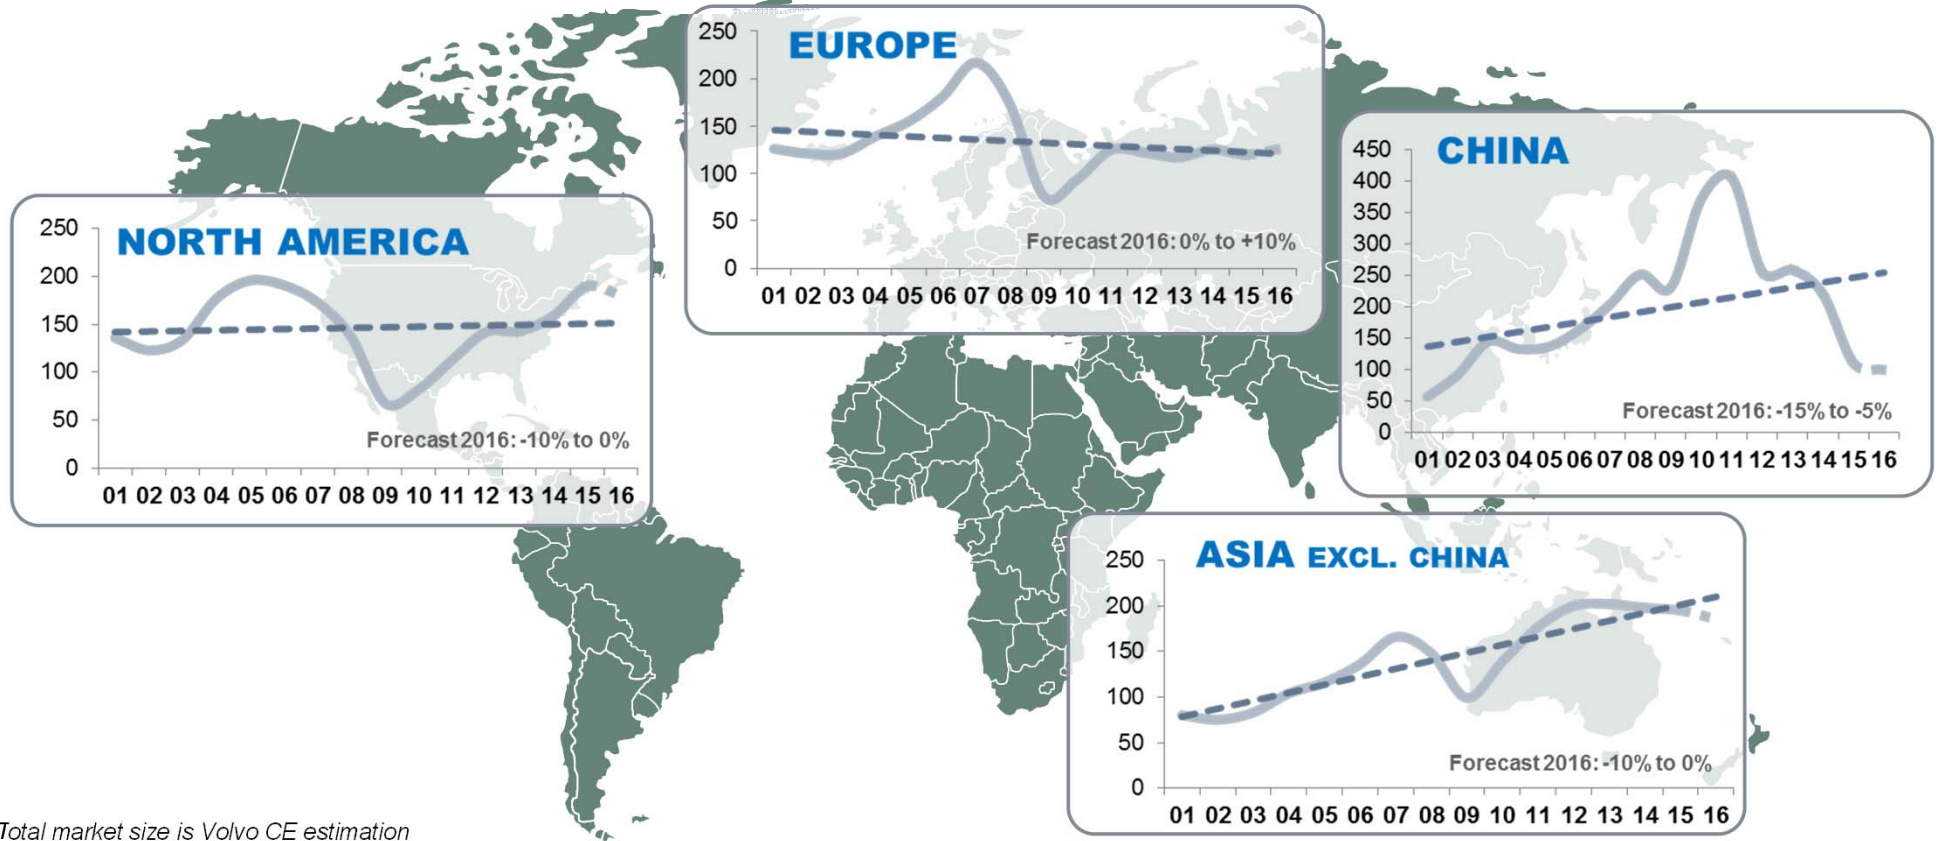 EUROPE
250
200
150
100
50
0
Forecast 2016: 0% to +10%
01 02 03 04 05 06 07 08 09 10 11 12 13 14 15 16
CHINA
450
400
350
300
250
200
150
100
50
0
Forecast 2016: -15% to -5%
01 02 03 04 05 06 07 08 09 10 11 12 13 14 15 16
NORTH AMERICA
250
200
150
100
50
0
Forecast 2016: -10% to 0%
01 02 03 04 05 06 07 08 09 10 11 12 13 14 15 16
ASIA EXCL. CHINA
250
200
150
100
50
0
Forecast 2016: -10% to 0%
01 02 03 04 05 06 07 08 09 10 11 12 13 14 15 16
Total market size is Volvo CE estimation